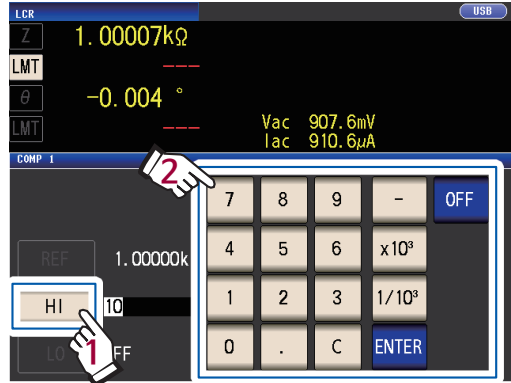 LCR USB
Z 1.00007kΩ
LMT ---
θ -0.004 °
LMT ---
Vac 907.6mV
Iac 910.6μA
COMP 1
2
7 8 9 - OFF
4 5 6 x10³
1 2 3 1/10³
0 . C ENTER
REF 1.00000k
HI 10
1
LO OFF